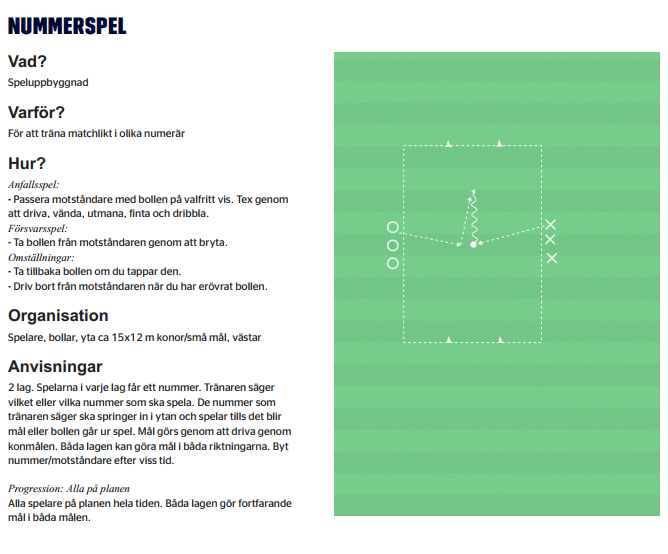 NUMMERSPEL
Vad?
Speluppbyggnad
Varför?
För att träna matchlikt i olika numerär
Hur?
Anfallsspel:
- Passera motståndare med bollen på valfritt vis. Tex genom
att driva, vända, utmana, finta och dribbla.
Försvarsspel:
- Ta bollen från motståndaren genom att bryta.
Omställningar:
- Ta tillbaka bollen om du tappar den.
- Driv bort från motståndaren när du har erövrat bollen.
Organisation
Spelare, bollar, yta ca 15x12 m konor/små mål, västar
Anvisningar
2 lag. Spelarna i varje lag får ett nummer. Tränaren säger
vilket eller vilka nummer som ska spela. De nummer som
tränaren säger ska springer in i ytan och spelar tills det blir
mål eller bollen går ur spel. Mål görs genom att driva genom
konmålen. Båda lagen kan göra mål i båda riktningarna. Byt
nummer/motståndare efter viss tid.
Progression: Alla på planen
Alla spelare på planen hela tiden. Båda lagen gör fortfarande
mål i båda målen.